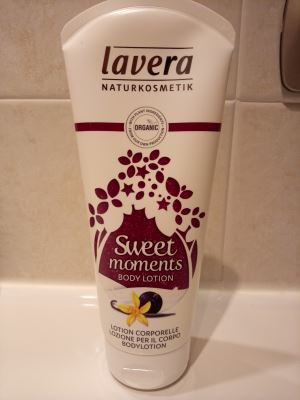 lavera
NATURKOSMETIK
ORGANIC
Sweet
moments
BODY LOTION
LOTION CORPORELLE
LOZIONE PER IL CORPO
BODYLOTION